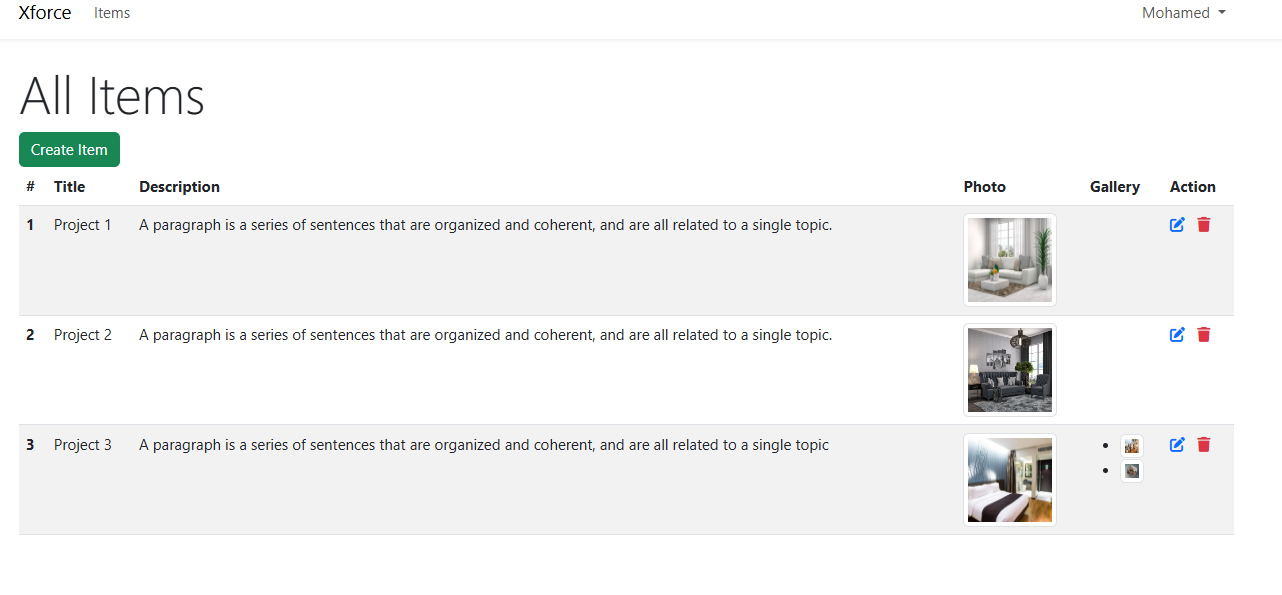 Xforce Items Mohamed
All Items
Create Item
# Title Description Photo Gallery Action
1 Project 1 A paragraph is a series of sentences that are organized and coherent, and are all related to a single topic.
2 Project 2 A paragraph is a series of sentences that are organized and coherent, and are all related to a single topic.
3 Project 3 A paragraph is a series of sentences that are organized and coherent, and are all related to a single topic